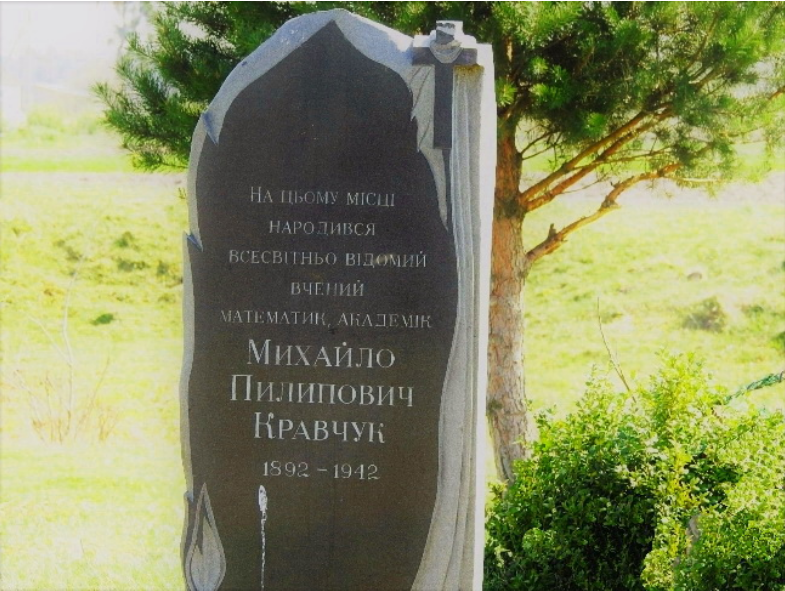 На цьому місці
народився
всесвітньо відомий
вчений
математик, академік
Михайло
Пилипович
Кравчук
1892 – 1942